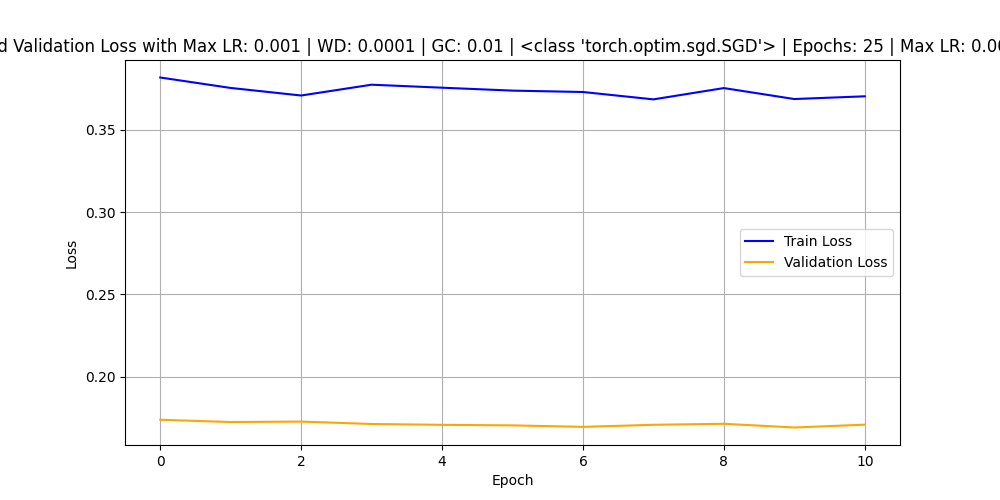 d Validation Loss with Max LR: 0.001 | WD: 0.0001 | GC: 0.01 | <class 'torch.optim.sgd.SGD'> | Epochs: 25 | Max LR: 0.00
0.35
0.30
0.25
0.20
Loss
Train Loss
Validation Loss
0 2 4 6 8 10
Epoch